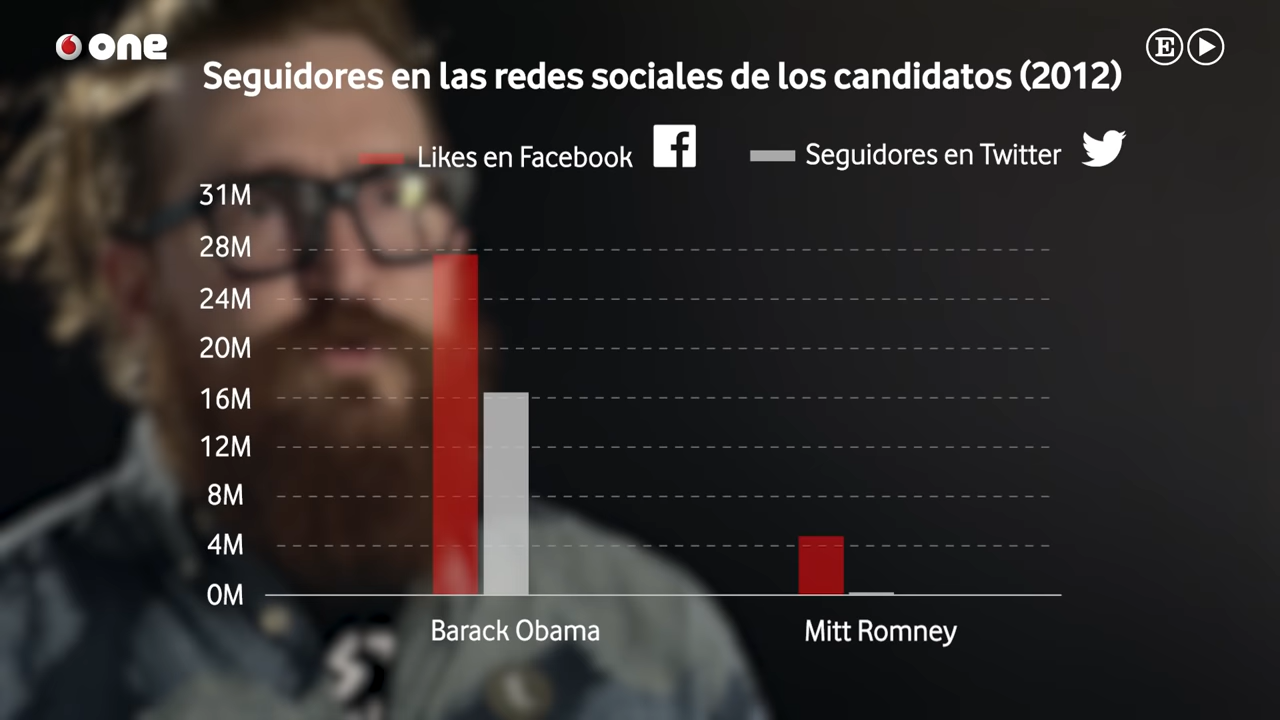 one
E
Seguidores en las redes sociales de los candidatos (2012)
Likes en Facebook
f
Seguidores en Twitter
31M
28M
24M
20M
16M
12M
8M
4M
0M
Barack Obama
Mitt Romney